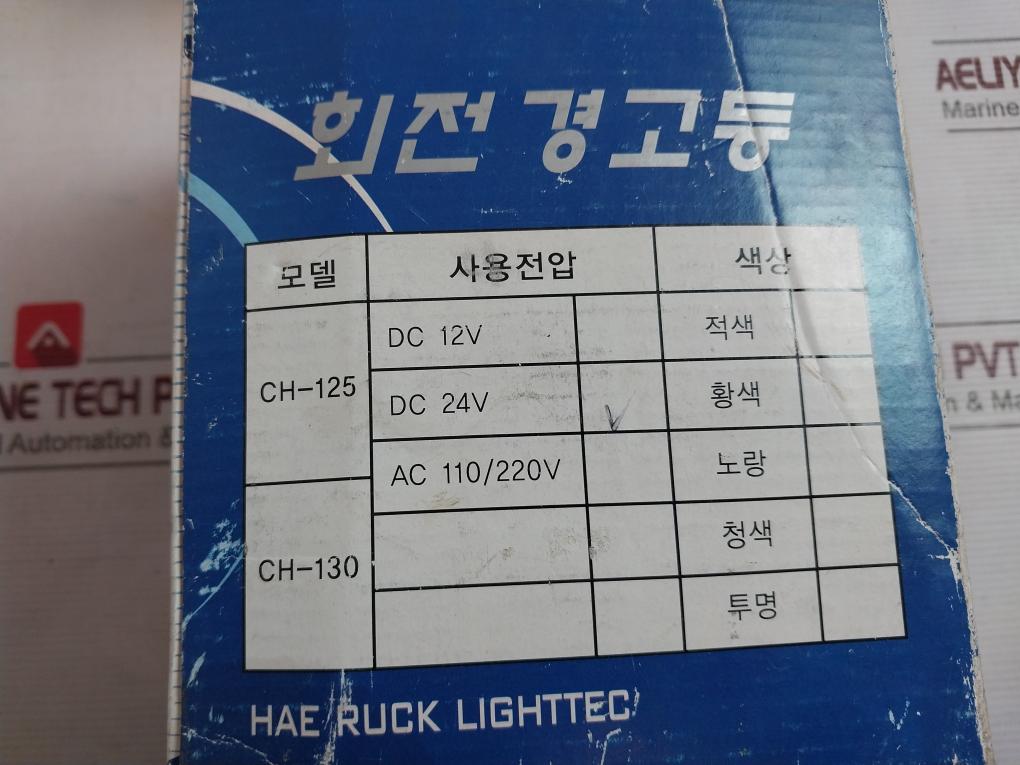 회전 경고등
모델 사용전압 색상
DC 12V 적색
CH-125 DC 24V 황색
AC 110/220V 노랑
청색
CH-130
투명
HAE RUCK LIGHTTEC
AELIY
Marine
NE TECH P
Automation &
PVT
& Ma